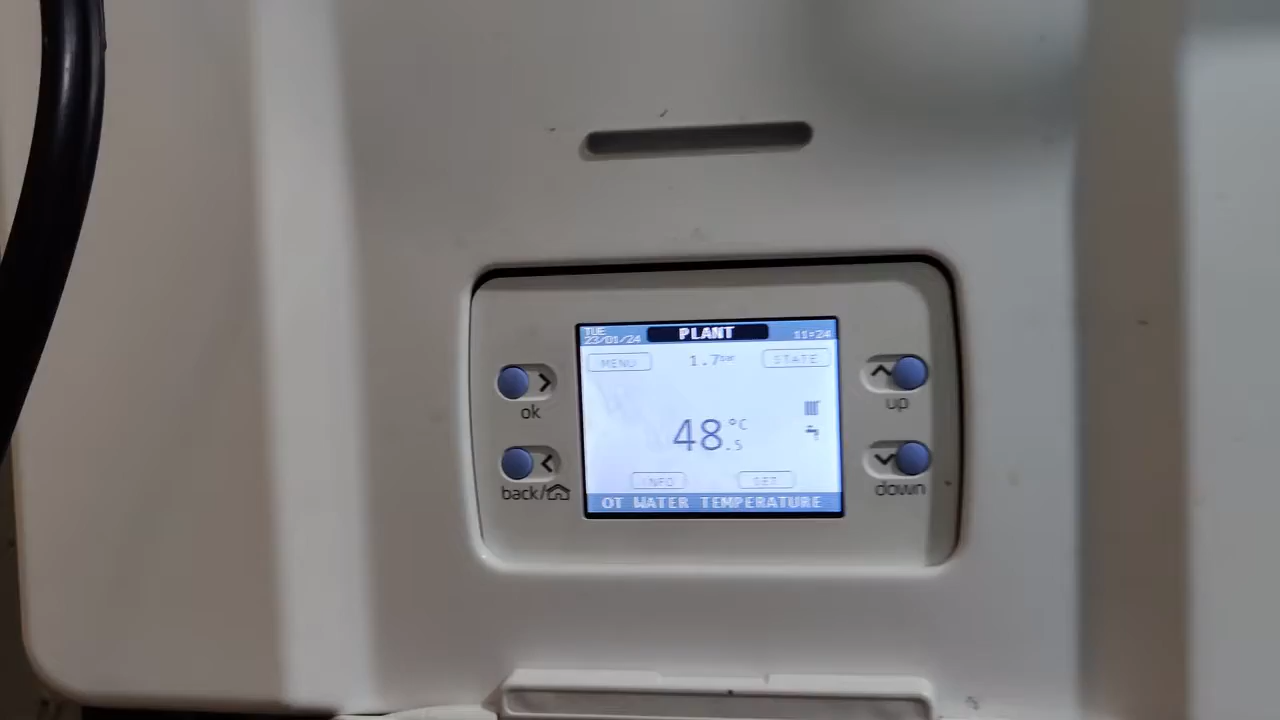 TUE
23/01/24
PLANT
11:24
MENU
1.7bar
STATE
48.5°C
INFO
SET
OT WATER TEMPERATURE
ok
back/
up
down